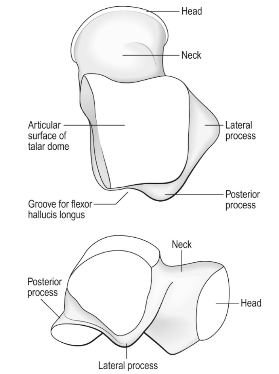 Head
Neck
Articular
surface of
talar dome
Lateral
process
Posterior
process
Groove for flexor
hallucis longus
Neck
Posterior
process
Head
Lateral process